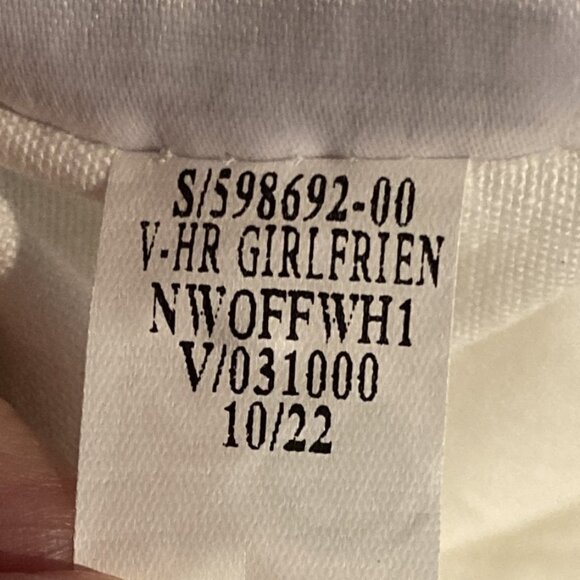 S/598692-00
V-HR GIRLFRIEN
NWOFFWH1
V/031000
10/22